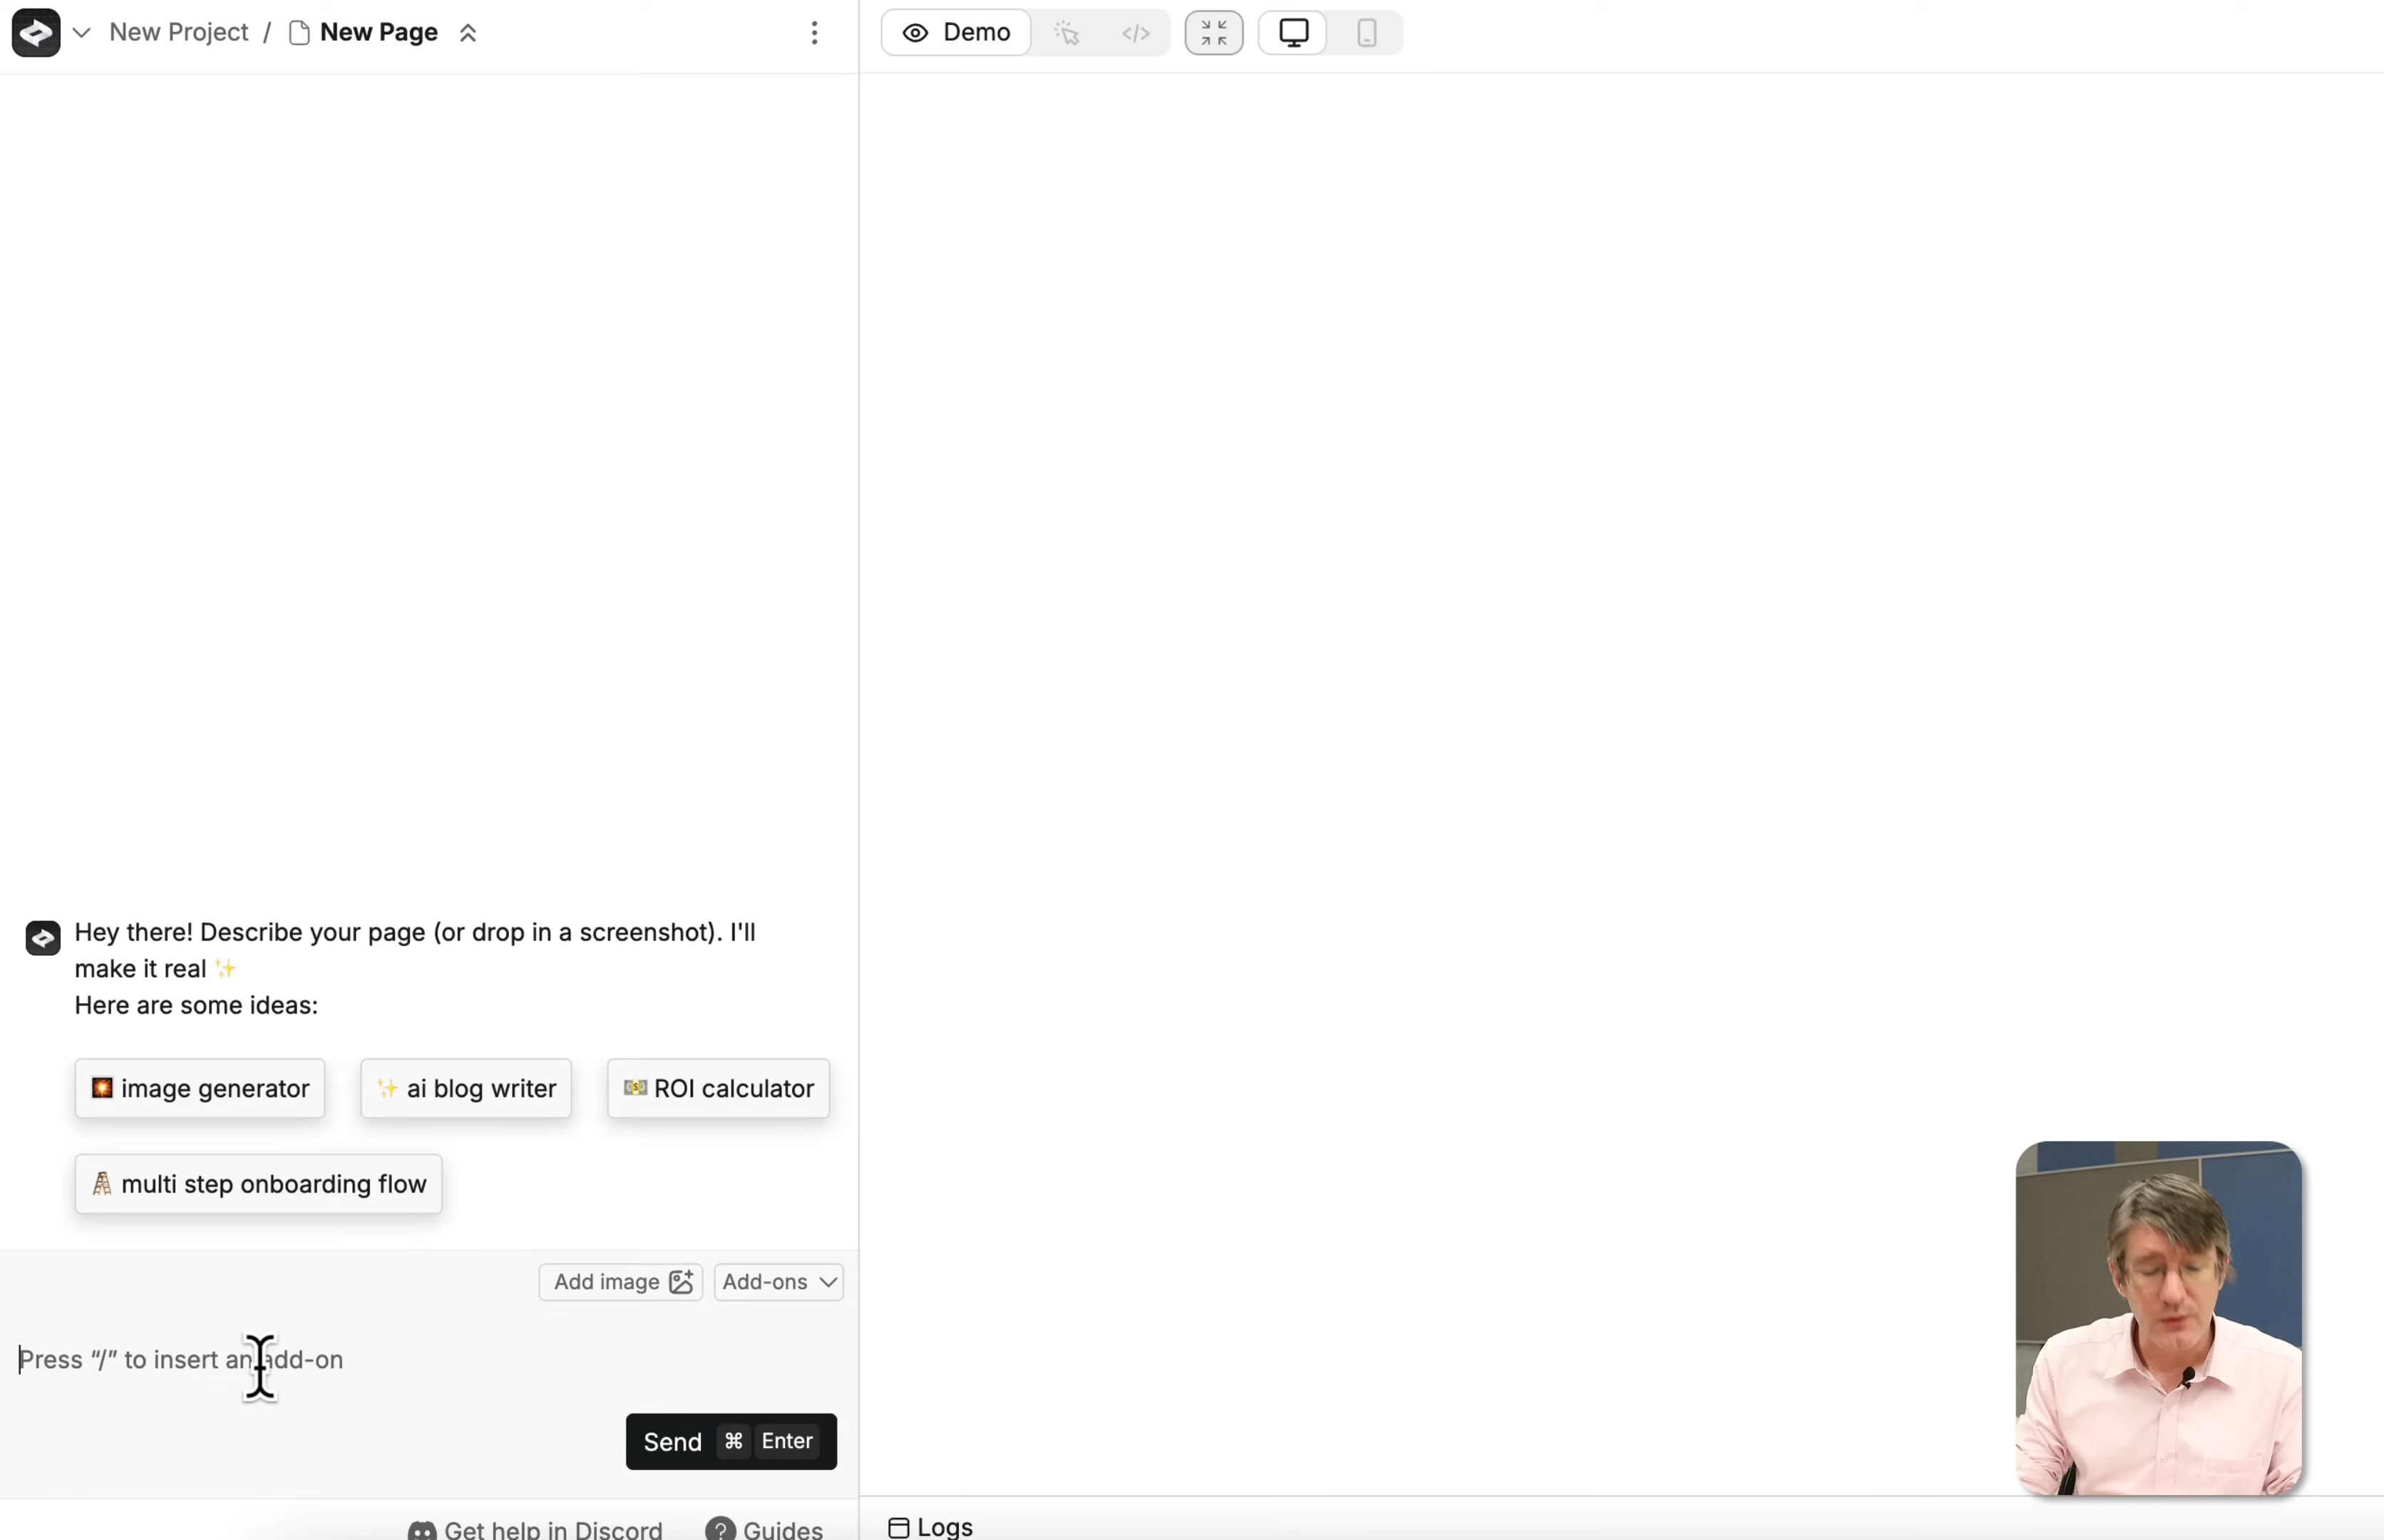 New Project / New Page
Demo
Hey there! Describe your page (or drop in a screenshot). I'll
make it real ✨
Here are some ideas:
image generator
ai blog writer
ROI calculator
multi step onboarding flow
Add image
Add-ons
Press “/” to insert an add-on
Send ⌘ Enter
Get help in Discord
Guides
Logs